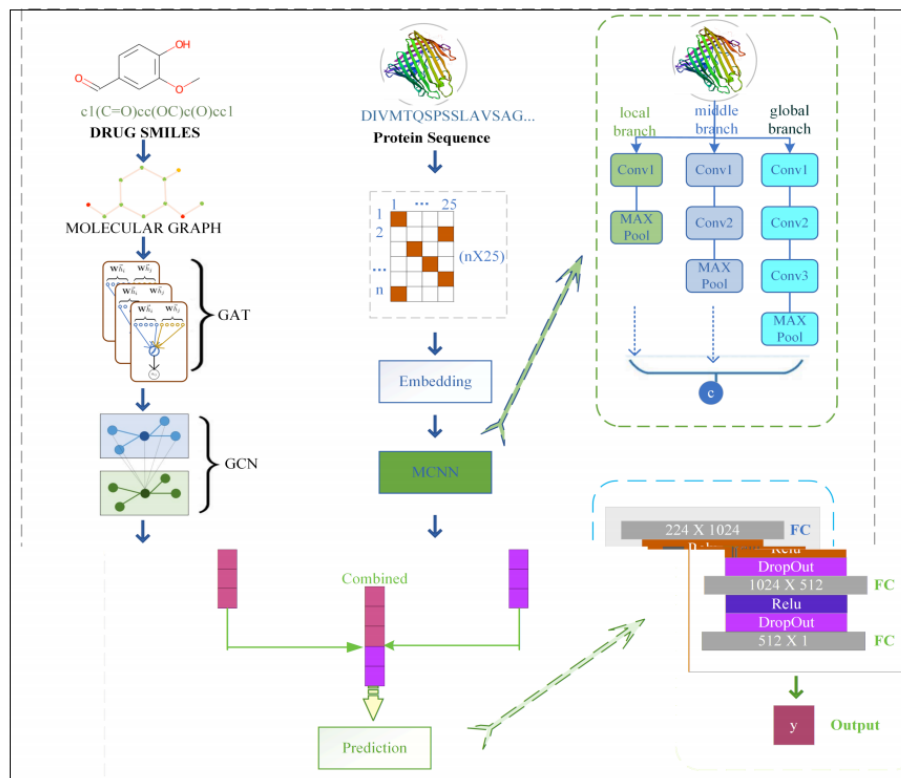 OH
O
O
c1(C=O)cc(OC)c(O)cc1
DRUG SMILES
MOLECULAR GRAPH
GAT
GCN
DIVMTQSPSSLAVSAG...
Protein Sequence
1 ... 25
1
2
...
n
(nX25)
Embedding
MCNN
local branch
middle branch
global branch
Conv1
MAX Pool
Conv1
Conv2
MAX Pool
Conv1
Conv2
Conv3
MAX Pool
c
Combined
Prediction
224 X 1024
FC
Relu
DropOut
1024 X 512
FC
Relu
DropOut
512 X 1
FC
y
Output